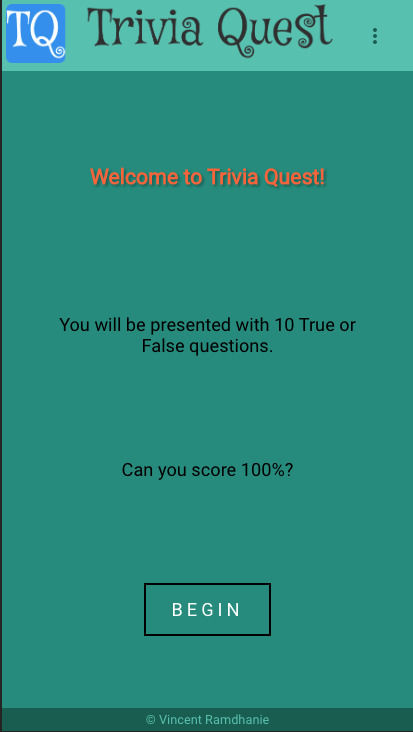 TQ Trivia Quest
Welcome to Trivia Quest!
You will be presented with 10 True or
False questions.
Can you score 100%?
BEGIN
© Vincent Ramdhanie